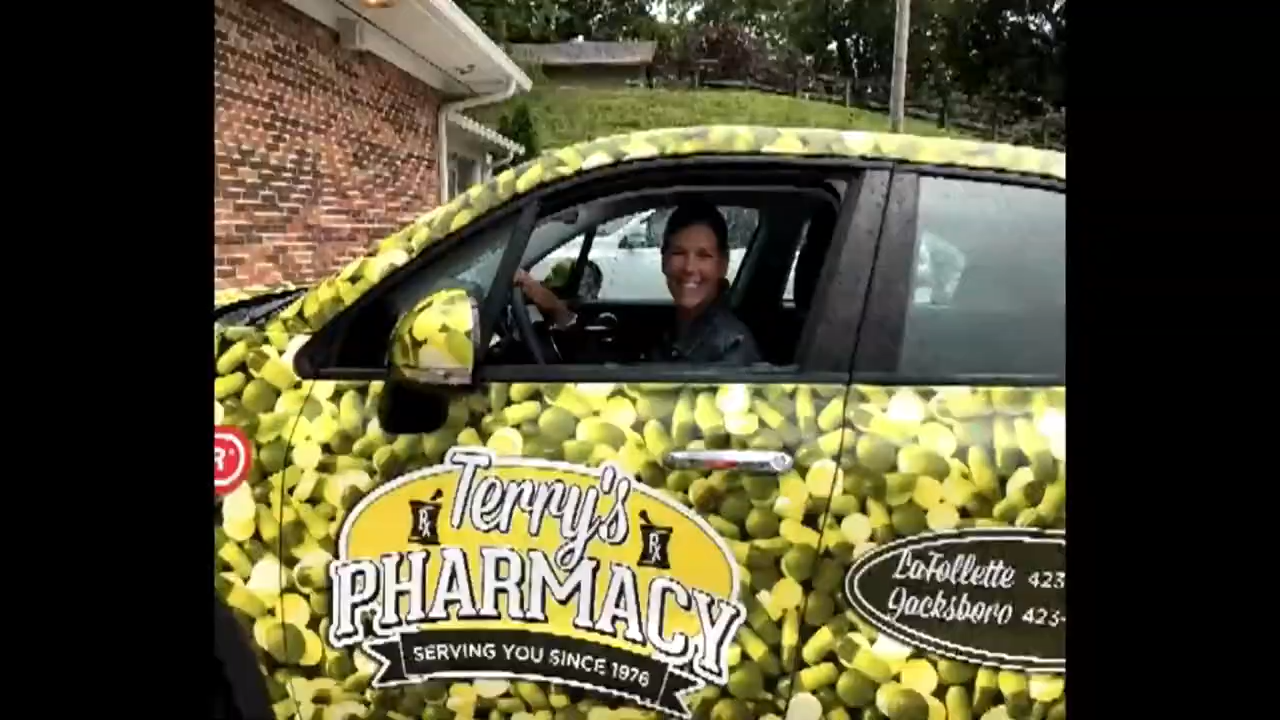 R®
Terry's
Rx
Rx
PHARMACY
SERVING YOU SINCE 1976
LaFollette 423
Jacksboro 423-